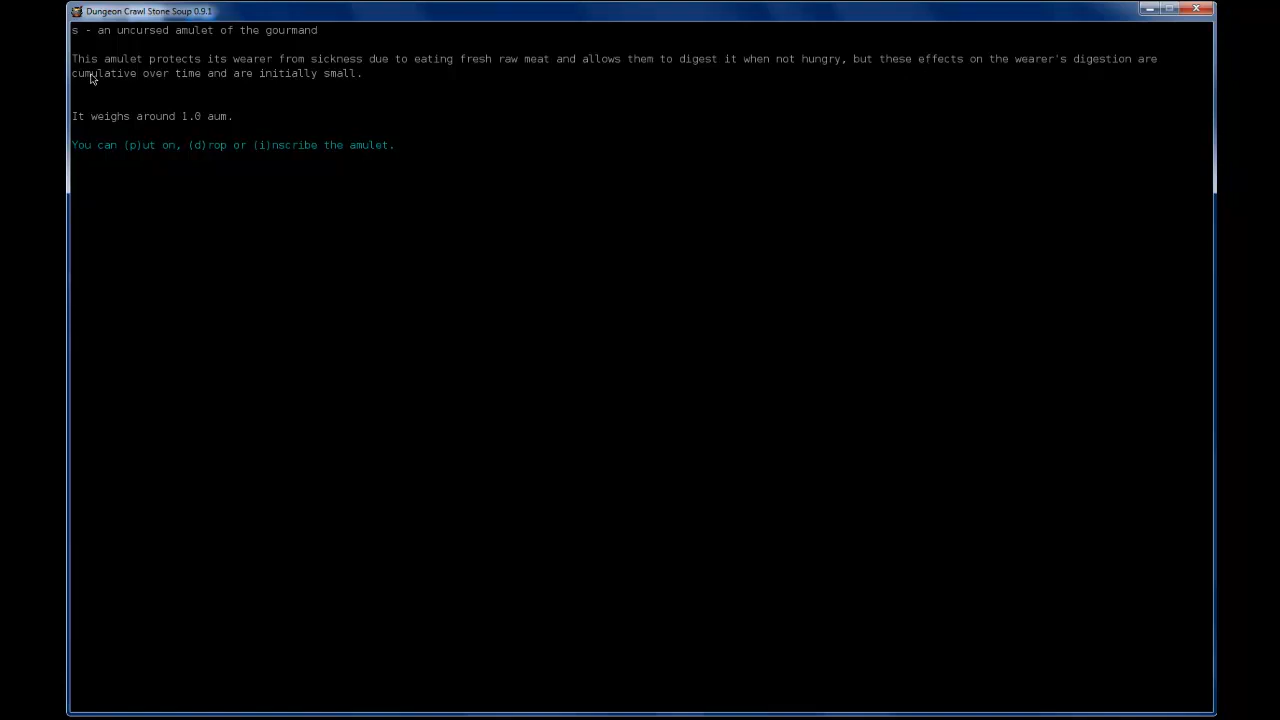 Dungeon Crawl Stone Soup 0.9.1
s - an uncursed amulet of the gourmand
This amulet protects its wearer from sickness due to eating fresh raw meat and allows them to digest it when not hungry, but these effects on the wearer's digestion are
cumulative over time and are initially small.
It weighs around 1.0 aum.
You can (p)ut on, (d)rop or (i)nscribe the amulet.